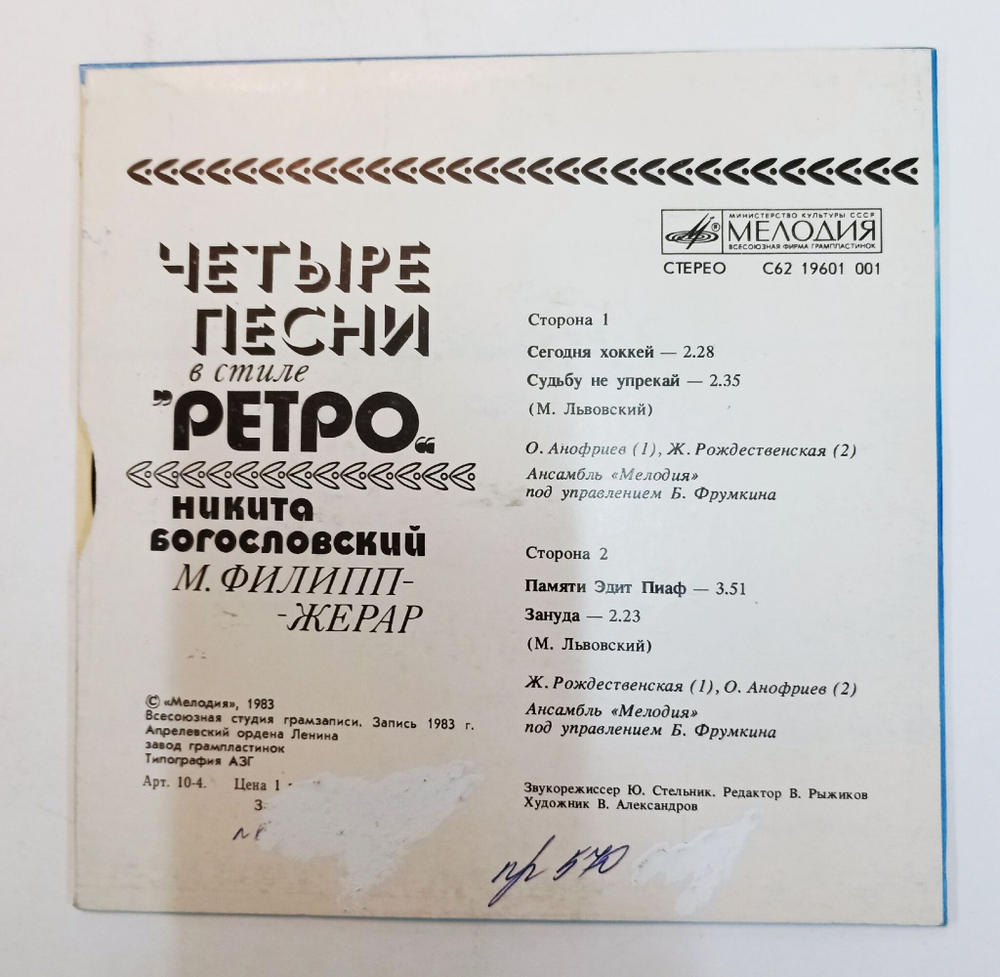 ЧЕТЫРЕ
ПЕСНИ
в стиле
"РЕТРО"
НИКИТА
БОГОСЛОВСКИЙ
М. ФИЛИПП-
-ЖЕРАР
© «Мелодия», 1983
Всесоюзная студия грамзаписи. Запись 1983 г.
Апрелевский ордена Ленина
завод грампластинок
Типография АЗГ
Арт. 10-4. Цена 1
З
МИНИСТЕРСТВО КУЛЬТУРЫ СССР
МЕЛОДИЯ
ВСЕСОЮЗНАЯ ФИРМА ГРАМПЛАСТИНОК
СТЕРЕО С62 19601 001
Сторона 1
Сегодня хоккей — 2.28
Судьбу не упрекай — 2.35
(М. Львовский)
О. Анофриев (1), Ж. Рождественская (2)
Ансамбль «Мелодия»
под управлением Б. Фрумкина
Сторона 2
Памяти Эдит Пиаф — 3.51
Зануда — 2.23
(М. Львовский)
Ж. Рождественская (1), О. Анофриев (2)
Ансамбль «Мелодия»
под управлением Б. Фрумкина
Звукорежиссер Ю. Стельник. Редактор В. Рыжиков
Художник В. Александров
пр 570